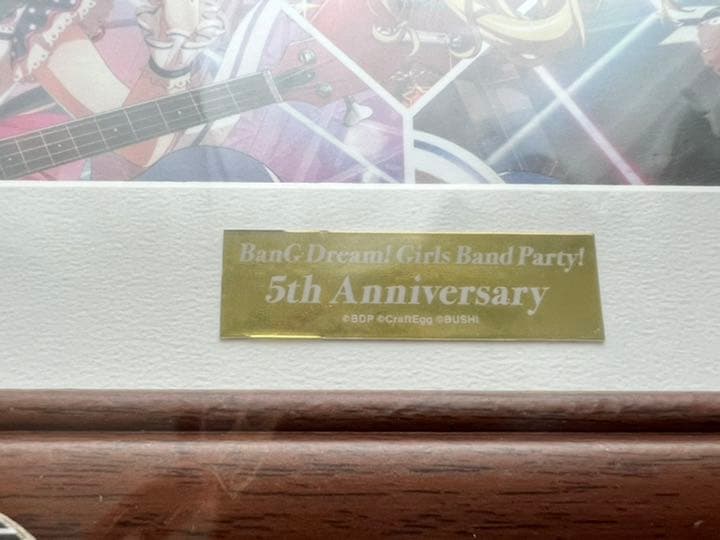 BanG Dream! Girls Band Party!
5th Anniversary
©BDP ©CraftEgg ©BUSHI